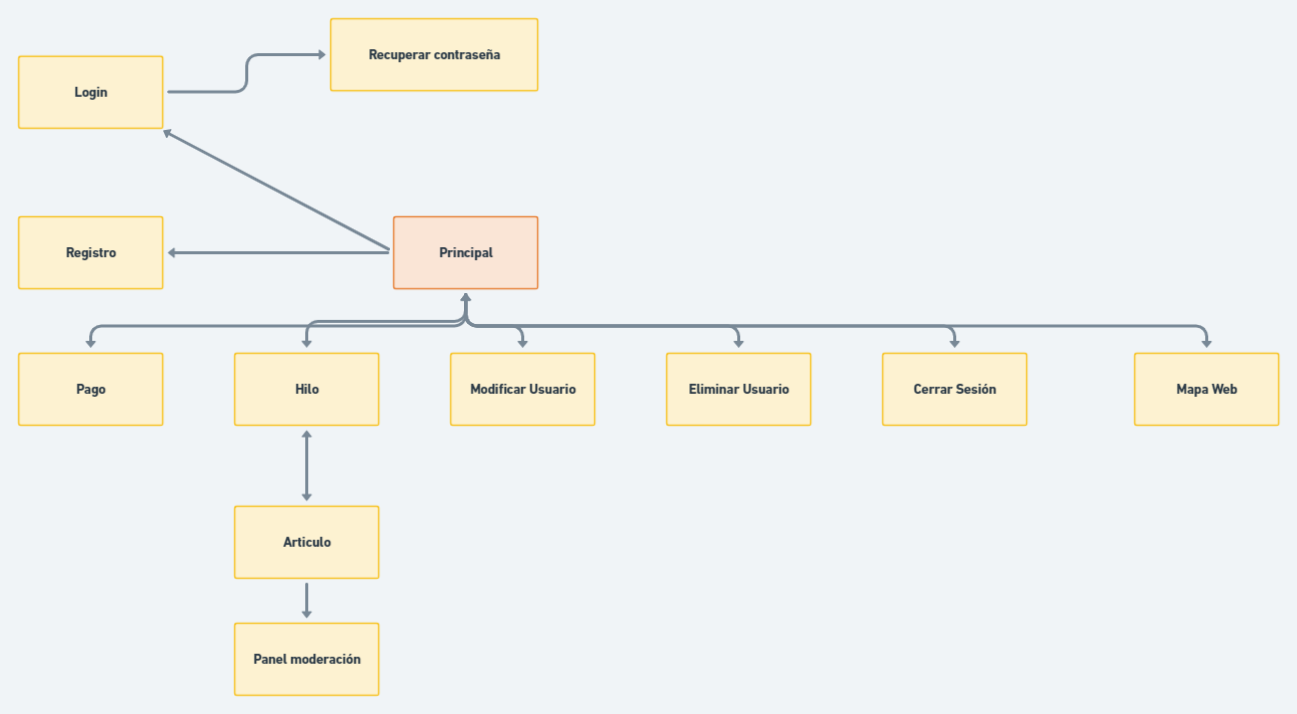 Recuperar contraseña
Login
Registro
Principal
Pago
Hilo
Modificar Usuario
Eliminar Usuario
Cerrar Sesión
Mapa Web
Articulo
Panel moderación